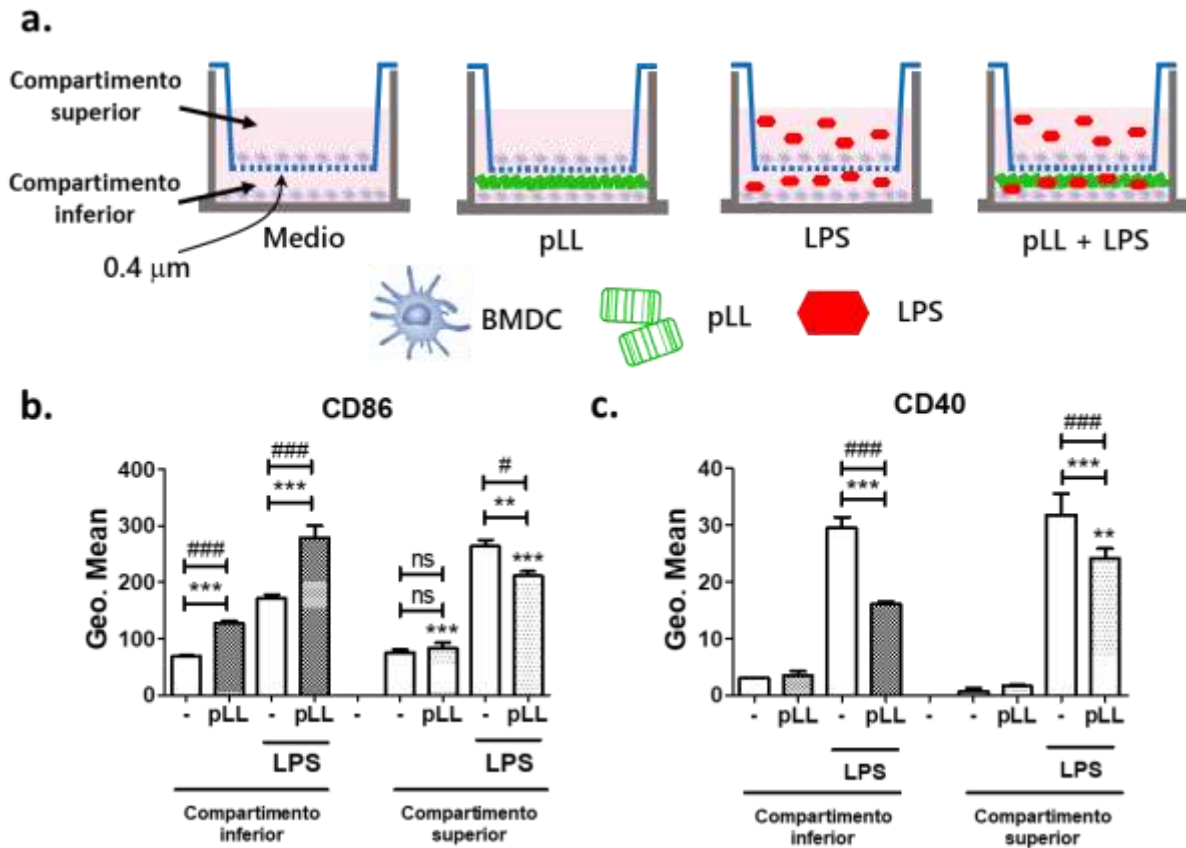 a.
Compartimento
superior
Compartimento
inferior
0.4 μm
Medio
pLL
LPS
pLL + LPS
BMDC
pLL
LPS
b.
CD86
Geo. Mean
400
300
200
100
0
###
***
###
***
ns
ns
***
#
**
***
- pLL - pLL - - pLL - pLL
LPS LPS
Compartimento
inferior
Compartimento
superior
c.
CD40
Geo. Mean
40
30
20
10
0
###
***
###
***
**
- pLL - pLL - - pLL - pLL
LPS LPS
Compartimento
inferior
Compartimento
superior